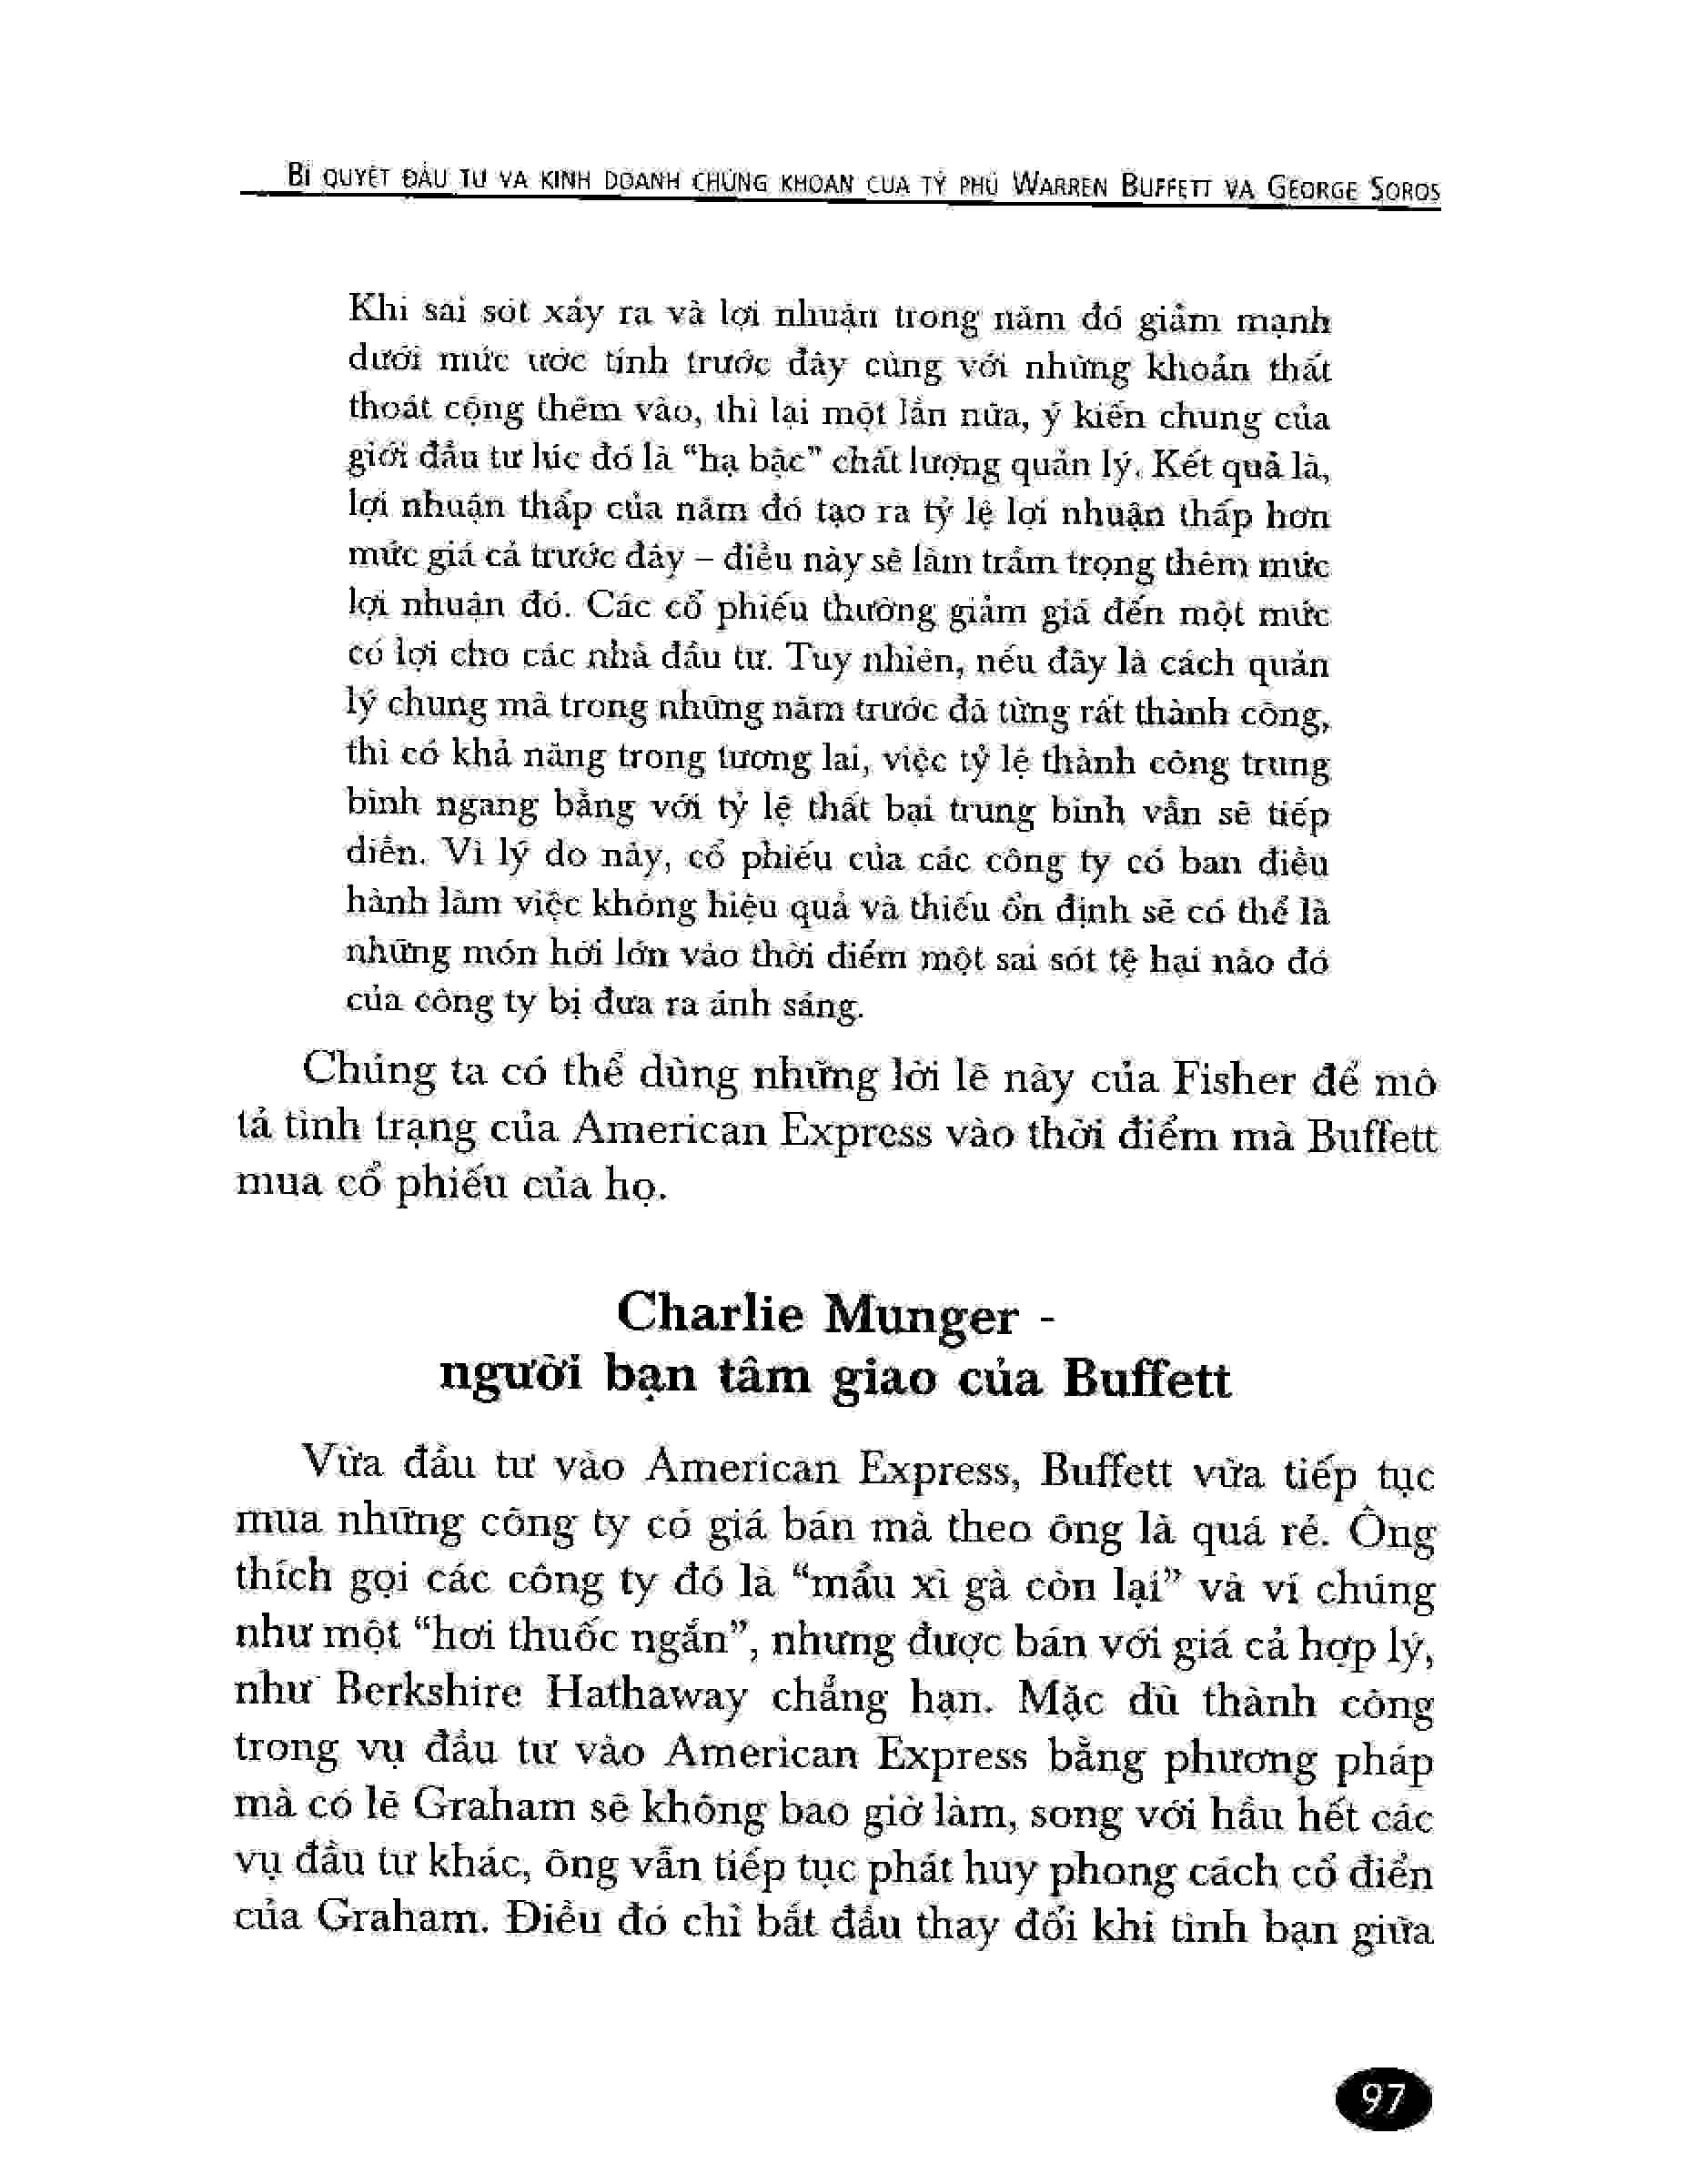 BÍ QUYẾT ĐẦU TƯ VÀ KINH DOANH CHỨNG KHOÁN CỦA TỶ PHÚ WARREN BUFFETT VÀ GEORGE SOROS
Khi sai sót xảy ra và lợi nhuận trong năm đó giảm mạnh
dưới mức ước tính trước đây cùng với những khoản thất
thoát cộng thêm vào, thì lại một lần nữa, ý kiến chung của
giới đầu tư lúc đó là “hạ bậc” chất lượng quản lý. Kết quả là,
lợi nhuận thấp của năm đó tạo ra tỷ lệ lợi nhuận thấp hơn
mức giá cả trước đây – điều này sẽ làm trầm trọng thêm mức
lợi nhuận đó. Các cổ phiếu thường giảm giá đến một mức
có lợi cho các nhà đầu tư. Tuy nhiên, nếu đây là cách quản
lý chung mà trong những năm trước đã từng rất thành công,
thì có khả năng trong tương lai, việc tỷ lệ thành công trung
bình ngang bằng với tỷ lệ thất bại trung bình vẫn sẽ tiếp
diễn. Vì lý do này, cổ phiếu của các công ty có ban điều
hành làm việc không hiệu quả và thiếu ổn định sẽ có thể là
những món hời lớn vào thời điểm một sai sót tệ hại nào đó
của công ty bị đưa ra ánh sáng.
Chúng ta có thể dùng những lời lẽ này của Fisher để mô
tả tình trạng của American Express vào thời điểm mà Buffett
mua cổ phiếu của họ.
Charlie Munger -
người bạn tâm giao của Buffett
Vừa đầu tư vào American Express, Buffett vừa tiếp tục
mua những công ty có giá bán mà theo ông là quá rẻ. Ông
thích gọi các công ty đó là “mẩu xì gà còn lại” và ví chúng
như một “hơi thuốc ngắn”, nhưng được bán với giá cả hợp lý,
như Berkshire Hathaway chẳng hạn. Mặc dù thành công
trong vụ đầu tư vào American Express bằng phương pháp
mà có lẽ Graham sẽ không bao giờ làm, song với hầu hết các
vụ đầu tư khác, ông vẫn tiếp tục phát huy phong cách cổ điển
của Graham. Điều đó chỉ bắt đầu thay đổi khi tình bạn giữa
97